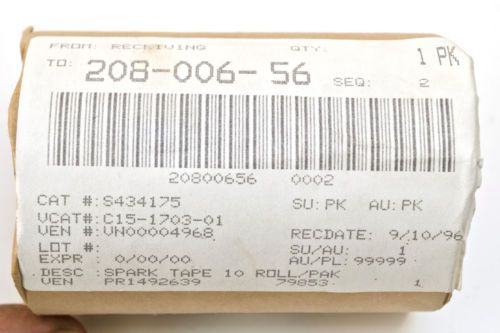 FROM: RECEIVING QTY: 1 PK
TO: 208-006-56 SEQ: 2
20800656 0002
CAT #:S434175 SU:PK AU:PK
VCAT#:C15-1703-01
VEN #:VN00004968 RECDATE: 9/10/96
LOT #: SU/AU: 1
EXPR : 0/00/00 AU/PL:99999
DESC :SPARK TAPE 10 ROLL/PAK
VEN PR1492639 79853 1